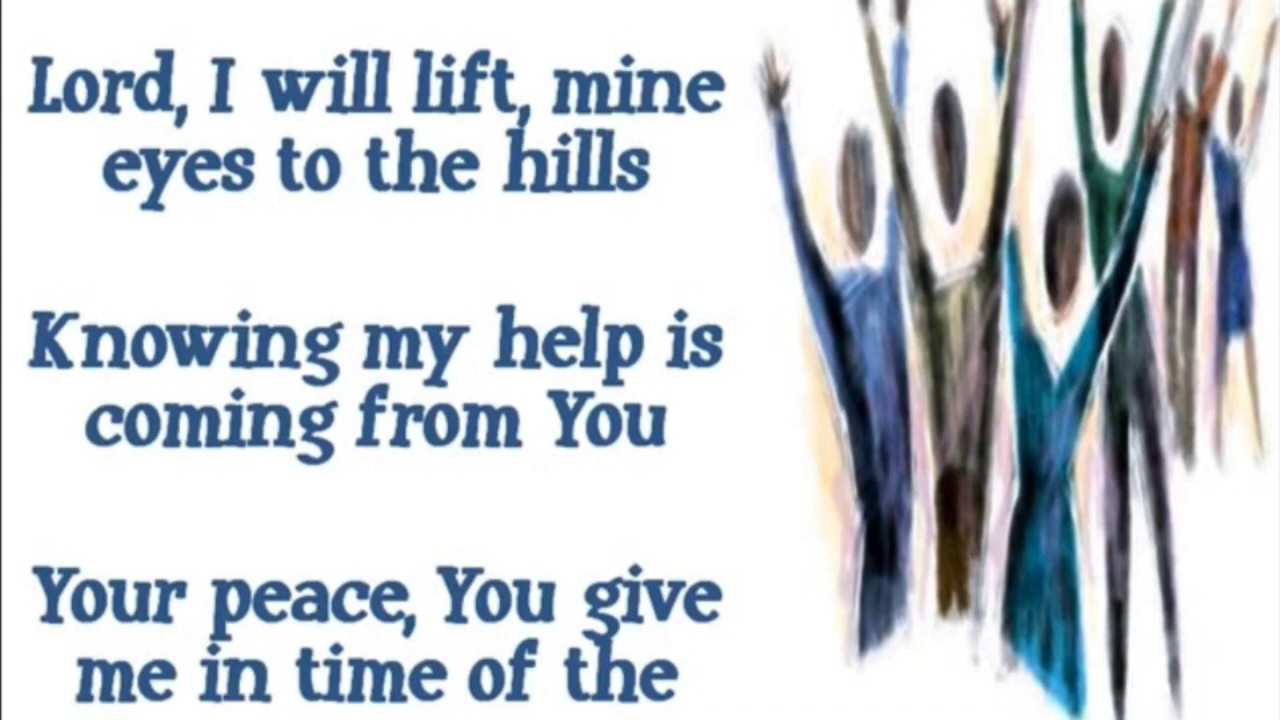 Lord, I will lift, mine
eyes to the hills
Knowing my help is
coming from You
Your peace, You give
me in time of the